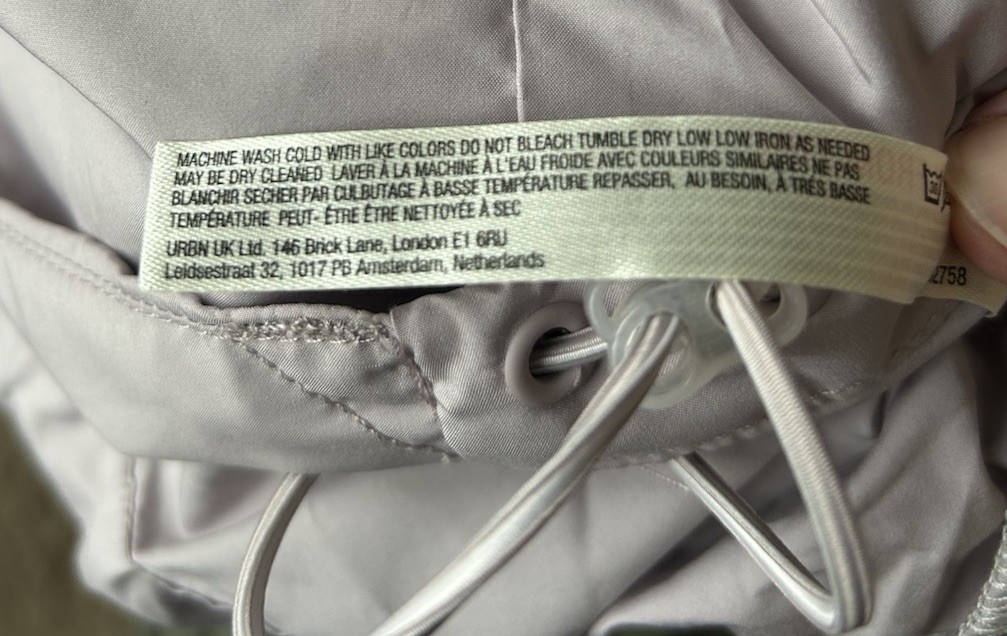 MACHINE WASH COLD WITH LIKE COLORS DO NOT BLEACH TUMBLE DRY LOW LOW IRON AS NEEDED
MAY BE DRY CLEANED LAVER À LA MACHINE À L'EAU FROIDE AVEC COULEURS SIMILAIRES NE PAS
BLANCHIR SECHER PAR CULBUTAGE À BASSE TEMPÉRATURE REPASSER, AU BESOIN, À TRÈS BASSE
TEMPÉRATURE PEUT- ÊTRE ÊTRE NETTOYÉE À SEC
URBN UK Ltd. 146 Brick Lane, London E1 6RU
Leidsestraat 32, 1017 PB Amsterdam, Netherlands
30
2758